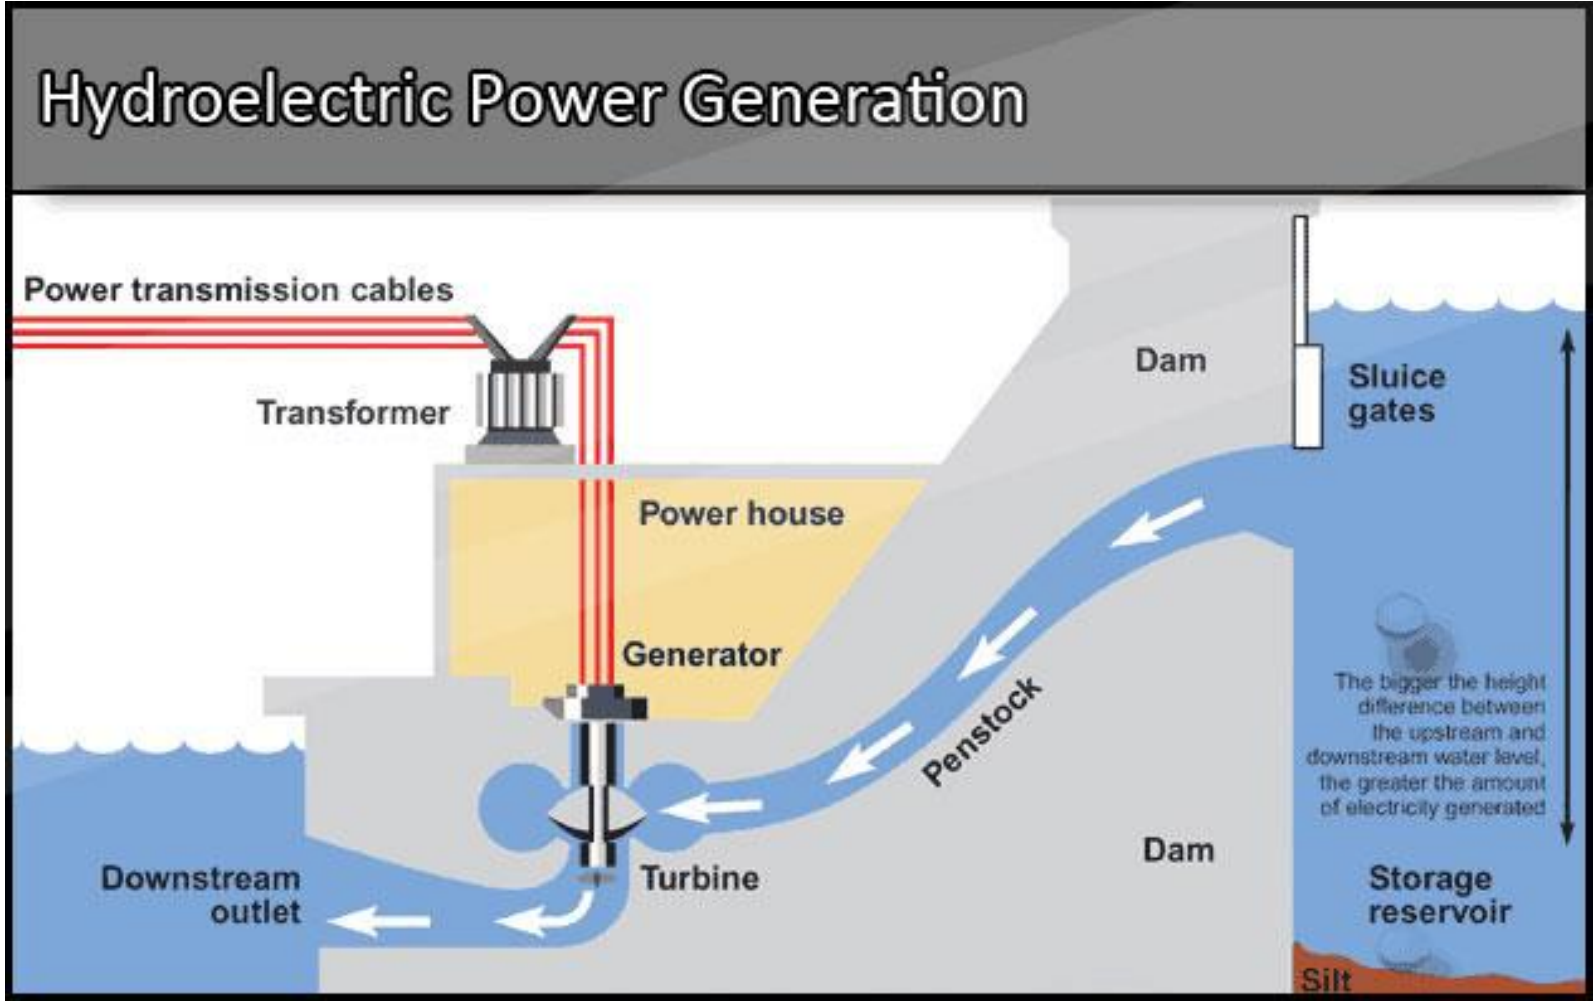 Hydroelectric Power Generation
Power transmission cables
Transformer
Dam
Sluice
gates
Power house
Generator
Penstock
The bigger the height
difference between
the upstream and
downstream water level,
the greater the amount
of electricity generated
Dam
Turbine
Downstream
outlet
Storage
reservoir
Silt